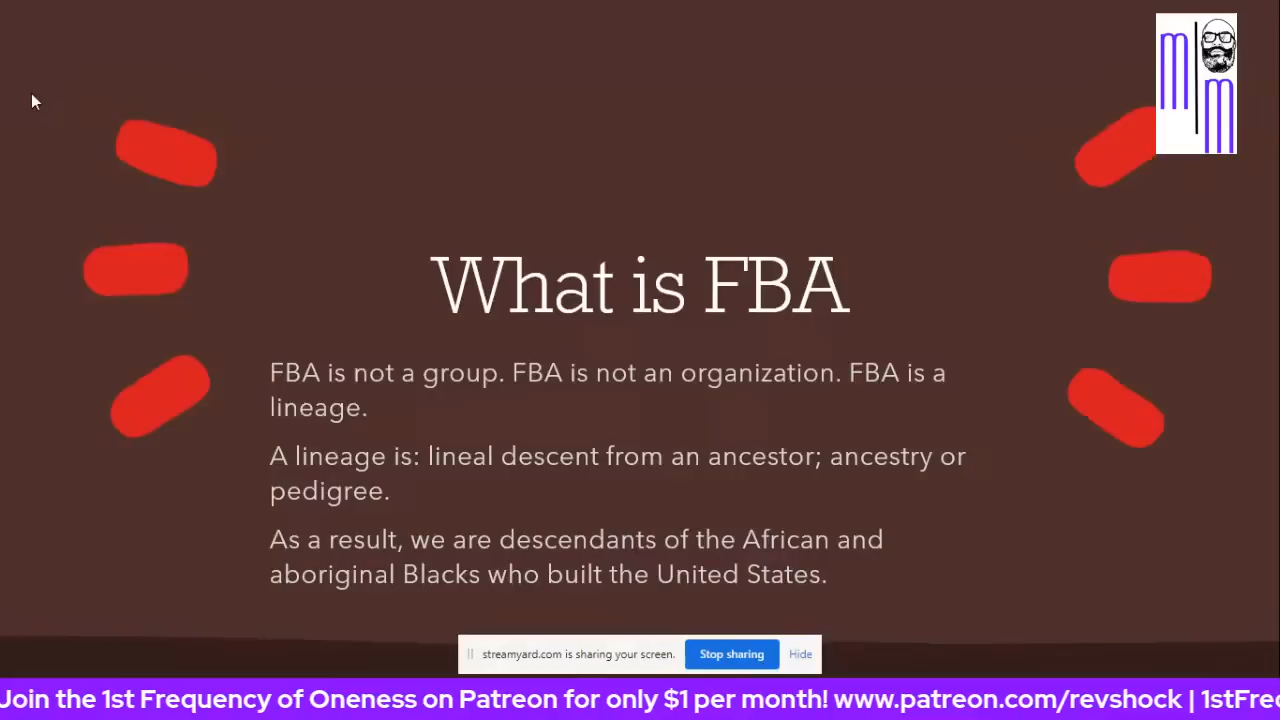 m
m
What is FBA
FBA is not a group. FBA is not an organization. FBA is a
lineage.
A lineage is: lineal descent from an ancestor; ancestry or
pedigree.
As a result, we are descendants of the African and
aboriginal Blacks who built the United States.
streamyard.com is sharing your screen. Stop sharing Hide
Join the 1st Frequency of Oneness on Patreon for only $1 per month! www.patreon.com/revshock | 1stFre